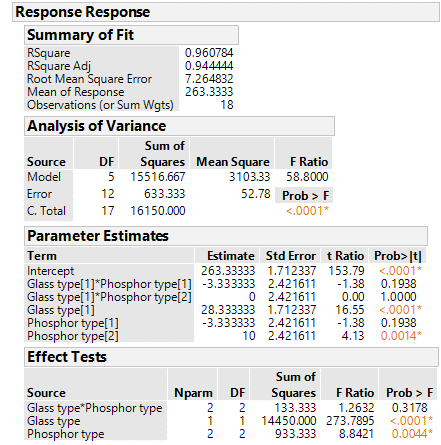 Response Response
Summary of Fit
RSquare 0.960784
RSquare Adj 0.944444
Root Mean Square Error 7.264832
Mean of Response 263.3333
Observations (or Sum Wgts) 18
Analysis of Variance
Sum of
Source DF Squares Mean Square F Ratio
Model 5 15516.667 3103.33 58.8000
Error 12 633.333 52.78 Prob > F
C. Total 17 16150.000 <.0001*
Parameter Estimates
Term Estimate Std Error t Ratio Prob>|t|
Intercept 263.33333 1.712337 153.79 <.0001*
Glass type[1]*Phosphor type[1] -3.333333 2.421611 -1.38 0.1938
Glass type[1]*Phosphor type[2] 0 2.421611 0.00 1.0000
Glass type[1] 28.333333 1.712337 16.55 <.0001*
Phosphor type[1] -3.333333 2.421611 -1.38 0.1938
Phosphor type[2] 10 2.421611 4.13 0.0014*
Effect Tests
Sum of
Source Nparm DF Squares F Ratio Prob > F
Glass type*Phosphor type 2 2 133.333 1.2632 0.3178
Glass type 1 1 14450.000 273.7895 <.0001*
Phosphor type 2 2 933.333 8.8421 0.0044*